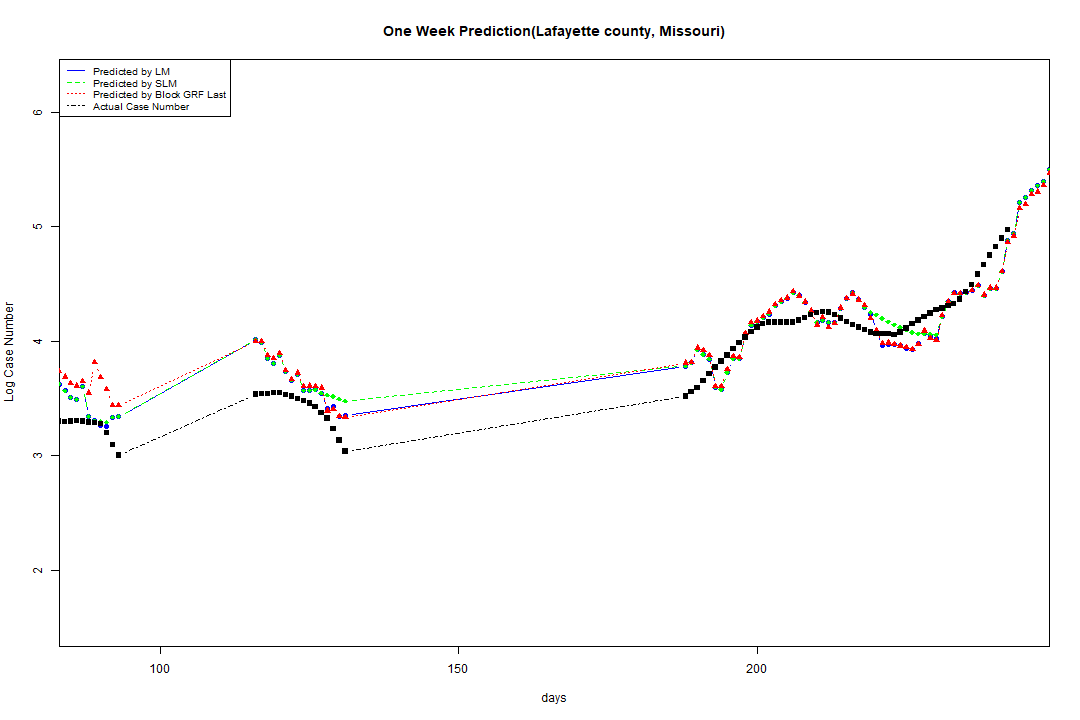 One Week Prediction(Lafayette county, Missouri)
Predicted by LM
Predicted by SLM
Predicted by Block GRF Last
Actual Case Number
6
5
4
3
2
Log Case Number
100
150
200
days